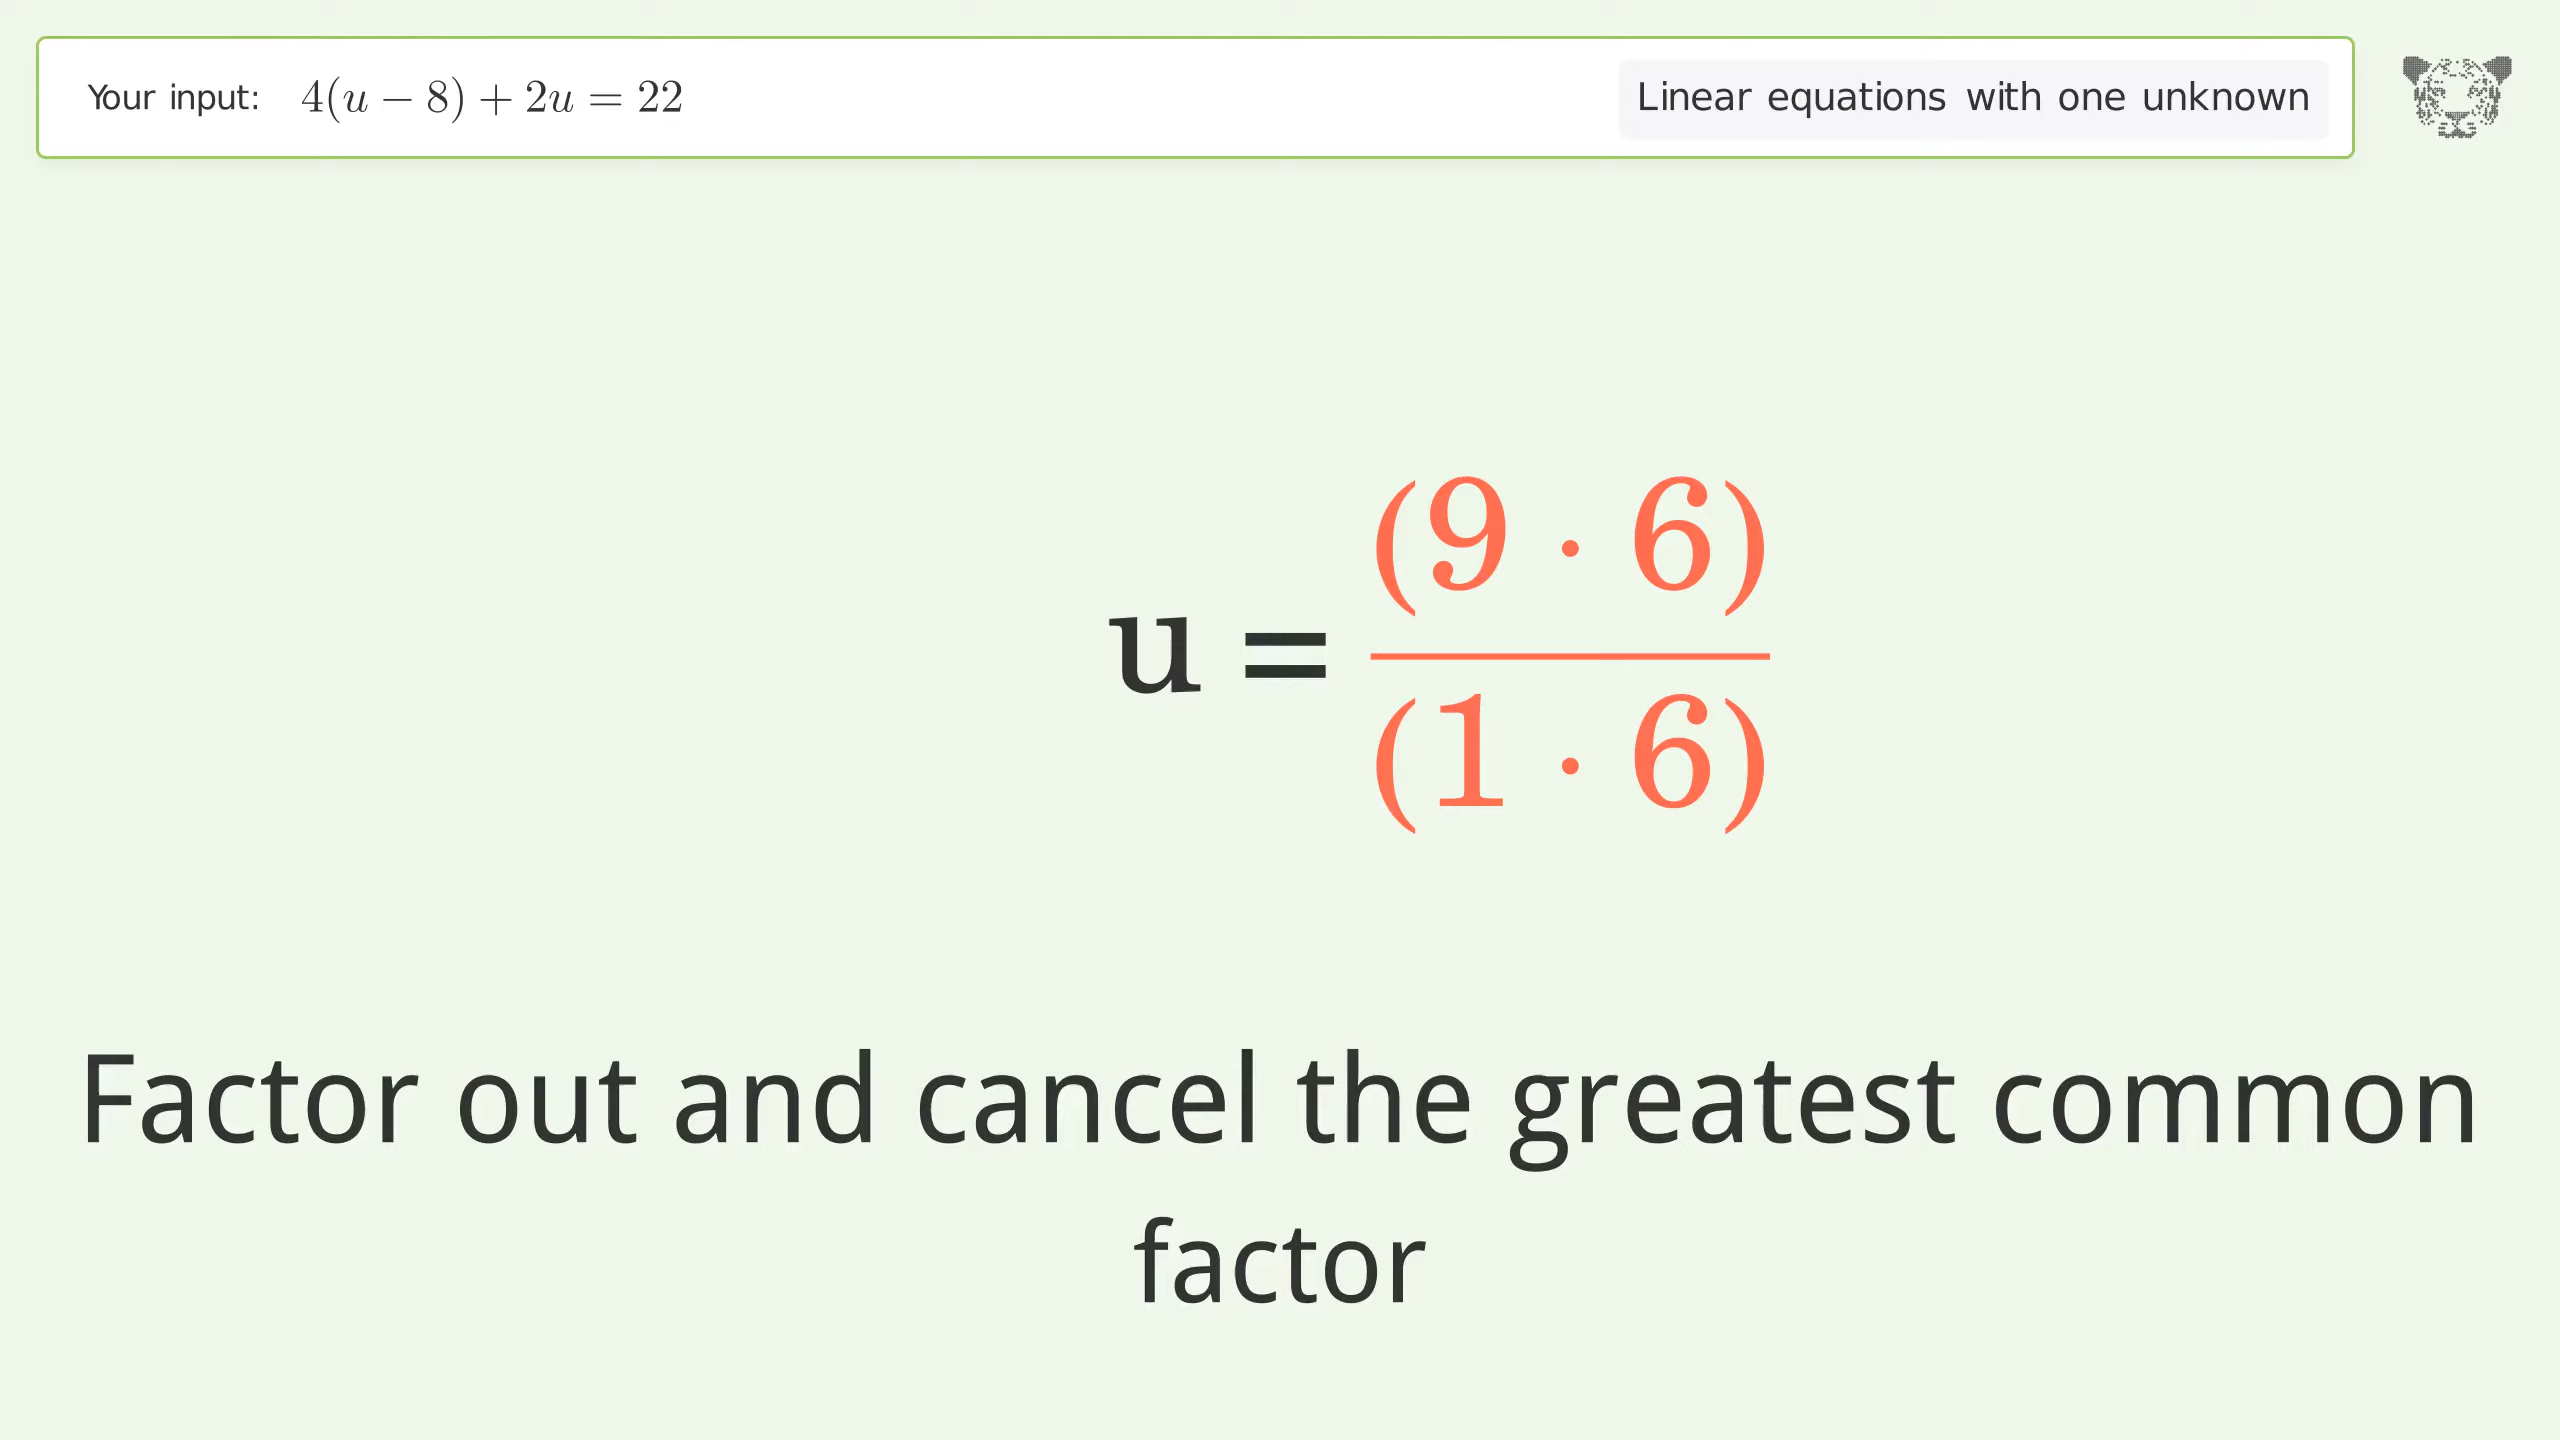 Your input: 4(u − 8) + 2u = 22
Linear equations with one unknown
(9 · 6)
u =
(1 · 6)
Factor out and cancel the greatest common
factor